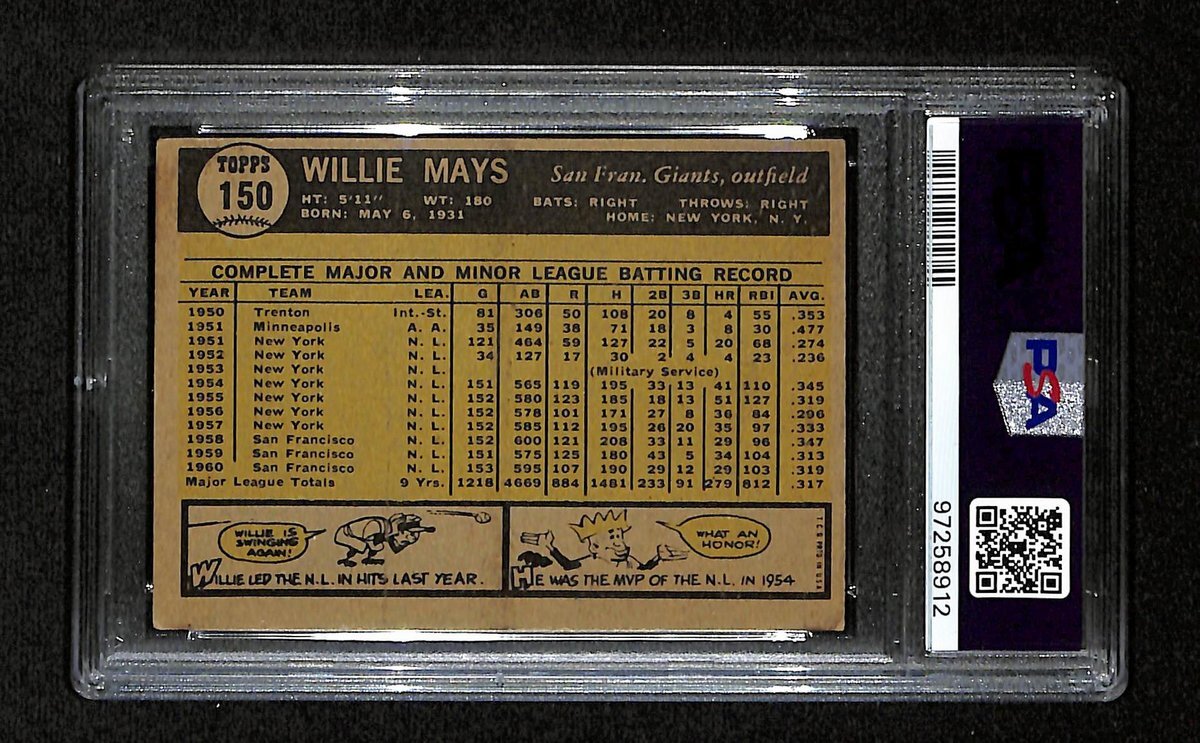 TOPPS
150
WILLIE MAYS
San Fran. Giants, outfield
HT: 5'11" WT: 180 BATS: RIGHT THROWS: RIGHT
BORN: MAY 6, 1931 HOME: NEW YORK, N. Y.
COMPLETE MAJOR AND MINOR LEAGUE BATTING RECORD
YEAR TEAM LEA. G AB R H 2B 3B HR RBI AVG.
1950 Trenton Int.-St. 81 306 50 108 20 8 4 55 .353
1951 Minneapolis A. A. 35 149 38 71 18 3 8 30 .477
1951 New York N. L. 121 464 59 127 22 5 20 68 .274
1952 New York N. L. 34 127 17 30 2 4 4 23 .236
1953 New York N. L. (Military Service)
1954 New York N. L. 151 565 119 195 33 13 41 110 .345
1955 New York N. L. 152 580 123 185 18 13 51 127 .319
1956 New York N. L. 152 578 101 171 27 8 36 84 .296
1957 New York N. L. 152 585 112 195 26 20 35 97 .333
1958 San Francisco N. L. 152 600 121 208 33 11 29 96 .347
1959 San Francisco N. L. 151 575 125 180 43 5 34 104 .313
1960 San Francisco N. L. 153 595 107 190 29 12 29 103 .319
Major League Totals 9 Yrs. 1218 4669 884 1481 233 91 279 812 .317
WILLIE IS
SWINGING
AGAIN!
WILLIE LED THE N.L. IN HITS LAST YEAR.
WHAT AN
HONOR!
HE WAS THE MVP OF THE N.L. IN 1954
PSA
97258912